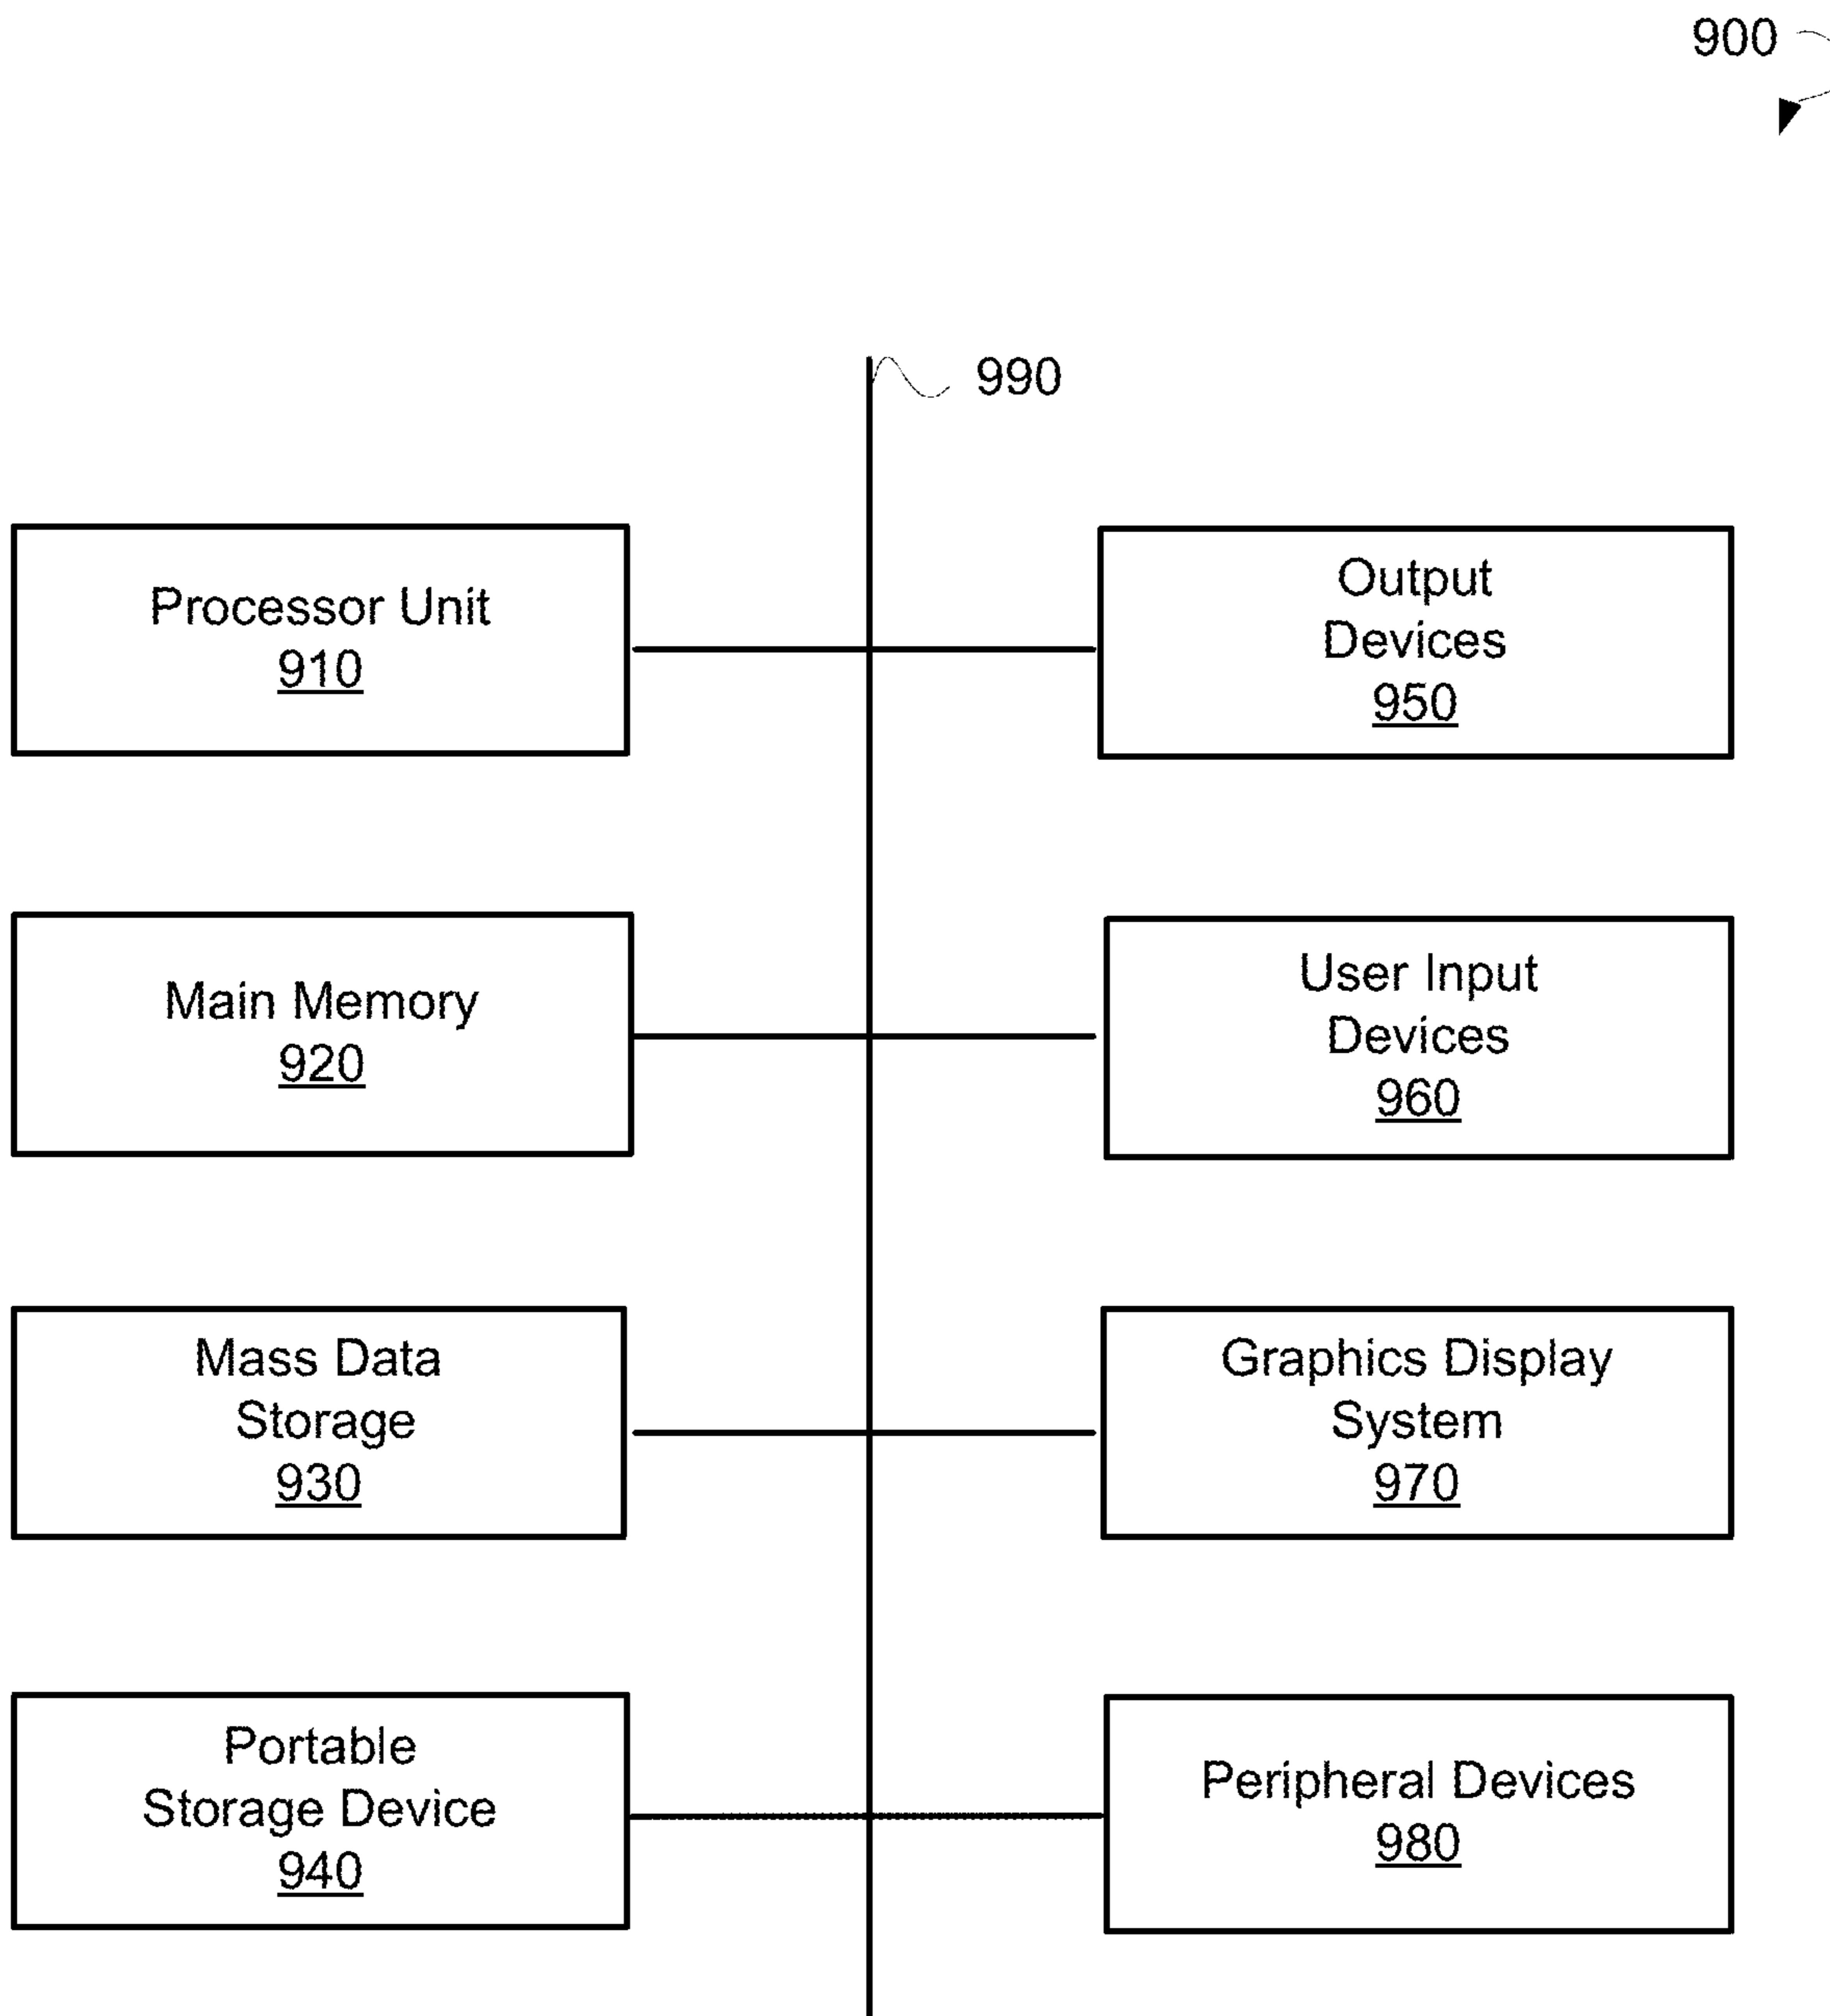 900
990
Processor Unit
910
Output
Devices
950
Main Memory
920
User Input
Devices
960
Mass Data
Storage
930
Graphics Display
System
970
Portable
Storage Device
940
Peripheral Devices
980